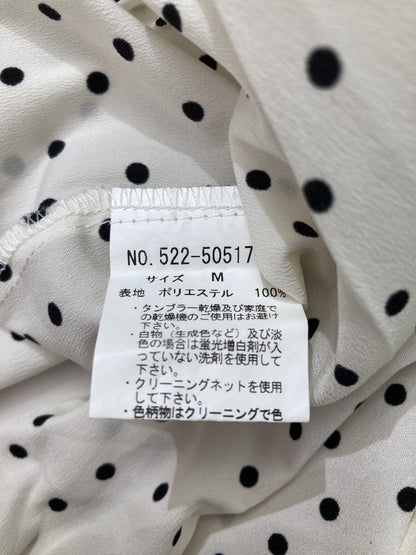 NO. 522-50517
サイズ M
表地 ポリエステル 100%
・タンブラー乾燥及び家庭で
の乾燥機のご使用はお避け
下さい。
・白物（生成色など）及び淡
色の場合は蛍光増白剤が入
っていない洗剤を使用して
下さい。
・クリーニングネットを使用
して下さい。
・色柄物はクリーニングで色